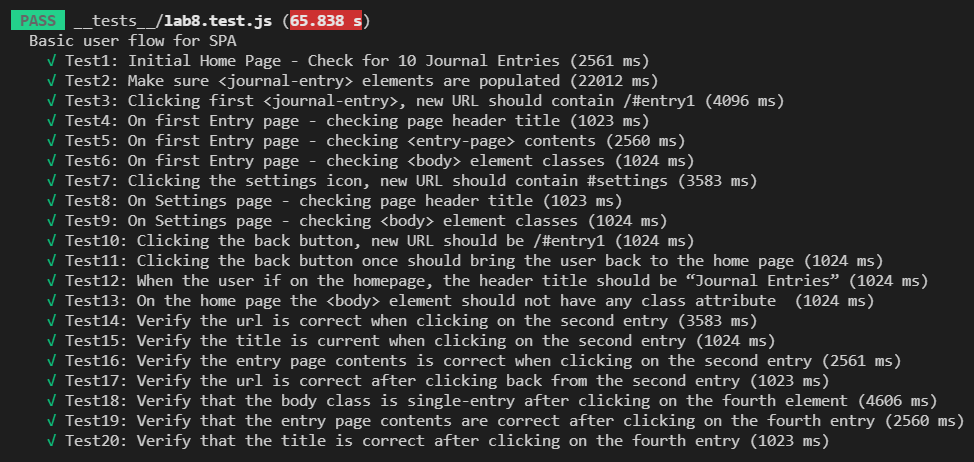 PASS __tests__/lab8.test.js (65.838 s)
Basic user flow for SPA
√ Test1: Initial Home Page - Check for 10 Journal Entries (2561 ms)
√ Test2: Make sure <journal-entry> elements are populated (22012 ms)
√ Test3: Clicking first <journal-entry>, new URL should contain /#entry1 (4096 ms)
√ Test4: On first Entry page - checking page header title (1023 ms)
√ Test5: On first Entry page - checking <entry-page> contents (2560 ms)
√ Test6: On first Entry page - checking <body> element classes (1024 ms)
√ Test7: Clicking the settings icon, new URL should contain #settings (3583 ms)
√ Test8: On Settings page - checking page header title (1023 ms)
√ Test9: On Settings page - checking <body> element classes (1024 ms)
√ Test10: Clicking the back button, new URL should be /#entry1 (1024 ms)
√ Test11: Clicking the back button once should bring the user back to the home page (1024 ms)
√ Test12: When the user if on the homepage, the header title should be “Journal Entries” (1024 ms)
√ Test13: On the home page the <body> element should not have any class attribute  (1024 ms)
√ Test14: Verify the url is correct when clicking on the second entry (3583 ms)
√ Test15: Verify the title is current when clicking on the second entry (1024 ms)
√ Test16: Verify the entry page contents is correct when clicking on the second entry (2561 ms)
√ Test17: Verify the url is correct after clicking back from the second entry (1023 ms)
√ Test18: Verify that the body class is single-entry after clicking on the fourth element (4606 ms)
√ Test19: Verify that the entry page contents are correct after clicking on the fourth entry (2560 ms)
√ Test20: Verify that the title is correct after clicking on the fourth entry (1023 ms)